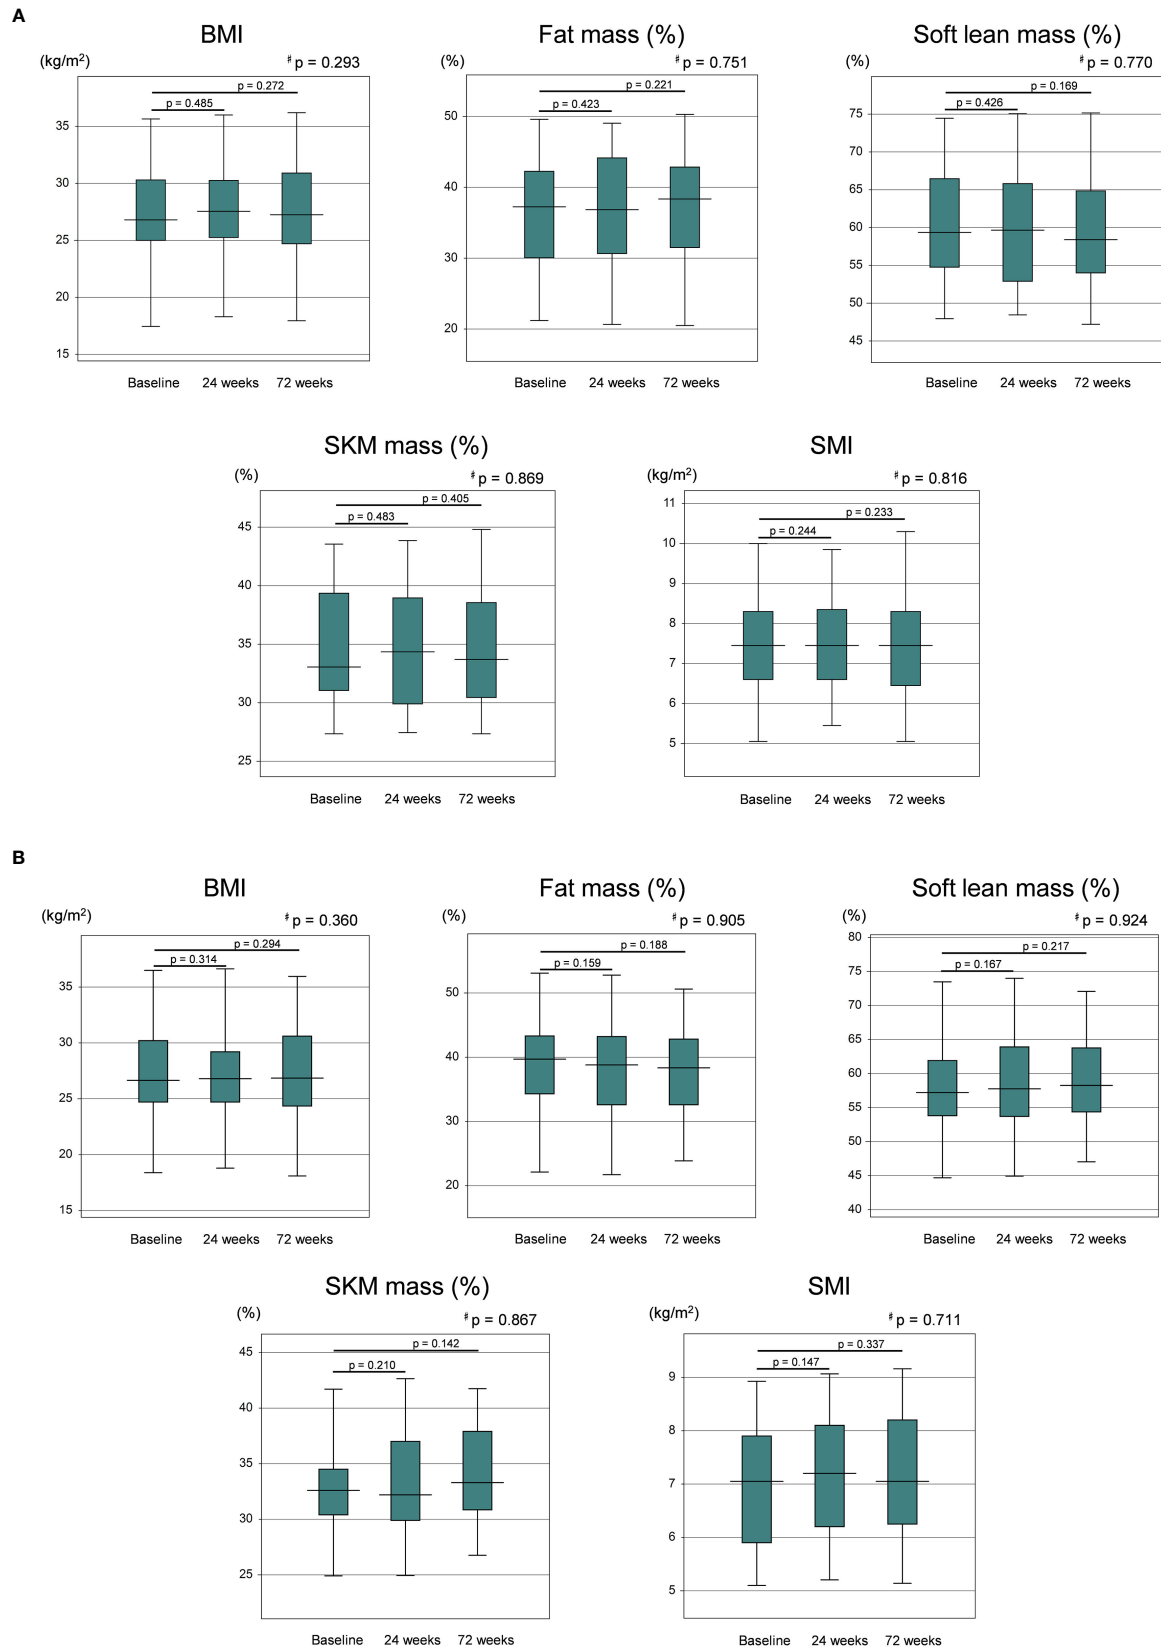 A
BMI
(kg/m²)
♯p = 0.293
p = 0.272
p = 0.485
35
30
25
20
15
Baseline 24 weeks 72 weeks
Fat mass (%)
(%)
♯p = 0.751
p = 0.221
p = 0.423
50
40
30
20
Baseline 24 weeks 72 weeks
Soft lean mass (%)
(%)
♯p = 0.770
p = 0.169
p = 0.426
75
70
65
60
55
50
45
Baseline 24 weeks 72 weeks
SKM mass (%)
(%)
♯p = 0.869
p = 0.405
p = 0.483
45
40
35
30
25
Baseline 24 weeks 72 weeks
SMI
(kg/m²)
♯p = 0.816
p = 0.233
p = 0.244
11
10
9
8
7
6
5
Baseline 24 weeks 72 weeks
B
BMI
(kg/m²)
♯p = 0.360
p = 0.294
p = 0.314
35
30
25
20
15
Baseline 24 weeks 72 weeks
Fat mass (%)
(%)
♯p = 0.905
p = 0.188
p = 0.159
50
40
30
20
Baseline 24 weeks 72 weeks
Soft lean mass (%)
(%)
♯p = 0.924
p = 0.217
p = 0.167
80
75
70
65
60
55
50
45
40
Baseline 24 weeks 72 weeks
SKM mass (%)
(%)
♯p = 0.867
p = 0.142
p = 0.210
45
40
35
30
25
Baseline 24 weeks 72 weeks
SMI
(kg/m²)
♯p = 0.711
p = 0.337
p = 0.147
9
8
7
6
5
Baseline 24 weeks 72 weeks